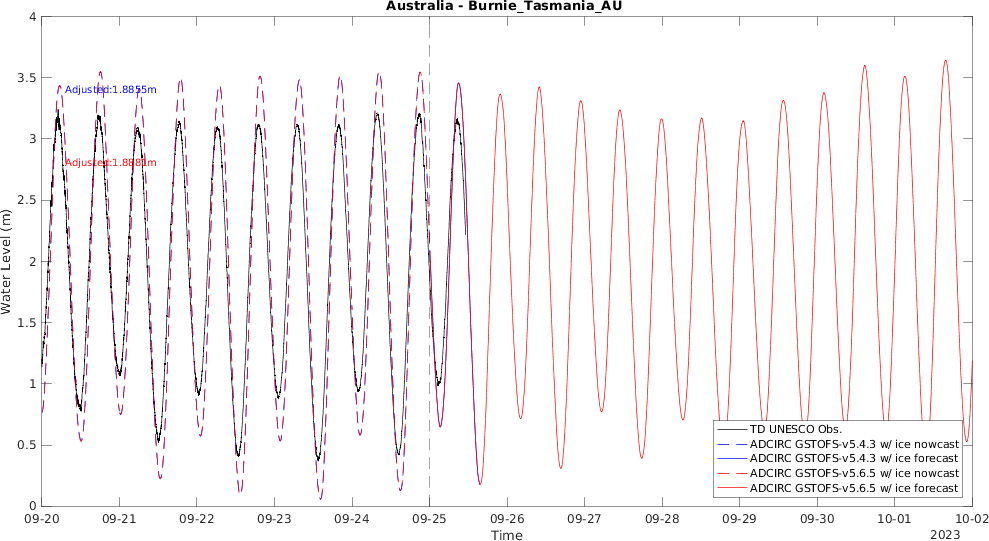 Australia - Burnie_Tasmania_AU
4
3.5
3
2.5
2
1.5
1
0.5
0
Water Level (m)
Adjusted:1.8855m
Adjusted:1.8881m
TD UNESCO Obs.
ADCIRC GSTOFS-v5.4.3 w/ ice nowcast
ADCIRC GSTOFS-v5.4.3 w/ ice forecast
ADCIRC GSTOFS-v5.6.5 w/ ice nowcast
ADCIRC GSTOFS-v5.6.5 w/ ice forecast
09-20 09-21 09-22 09-23 09-24 09-25 09-26 09-27 09-28 09-29 09-30 10-01 10-02
Time
2023